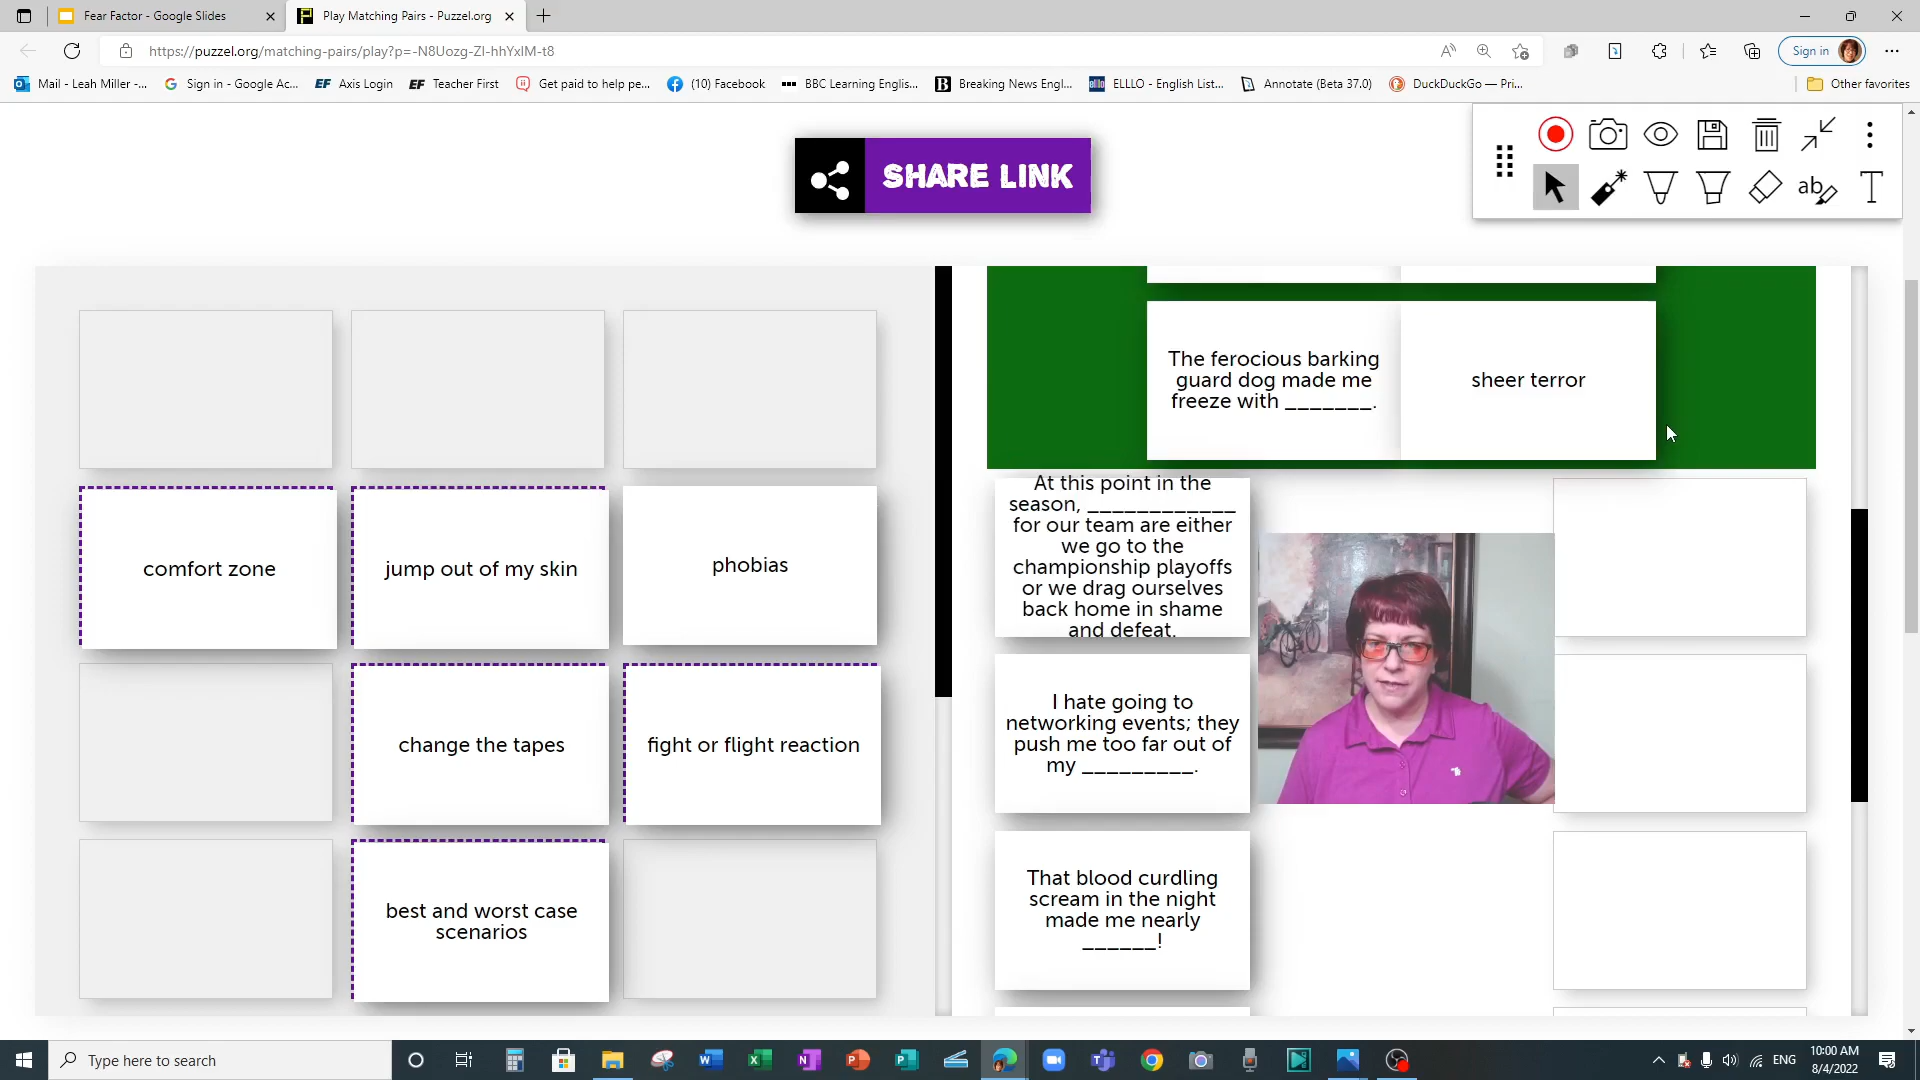 Fear Factor - Google Slides
Play Matching Pairs - Puzzel.org
https://puzzel.org/matching-pairs/play?p=-N8Uozg-ZI-hhYxIM-t8
Sign in
Mail - Leah Miller -...
Sign in - Google Ac...
EF Axis Login
EF Teacher First
Get paid to help pe...
(10) Facebook
BBC Learning Englis...
B Breaking News Engl...
ELLLO - English List...
Annotate (Beta 37.0)
DuckDuckGo — Pri...
Other favorites
SHARE LINK
ab
T
The ferocious barking
guard dog made me
freeze with _______.
sheer terror
At this point in the
season, ____________
for our team are either
we go to the
championship playoffs
or we drag ourselves
back home in shame
and defeat.
comfort zone
jump out of my skin
phobias
I hate going to
networking events; they
push me too far out of
my _________.
change the tapes
fight or flight reaction
That blood curdling
scream in the night
made me nearly
______!
best and worst case
scenarios
Type here to search
ENG
10:00 AM
8/4/2022